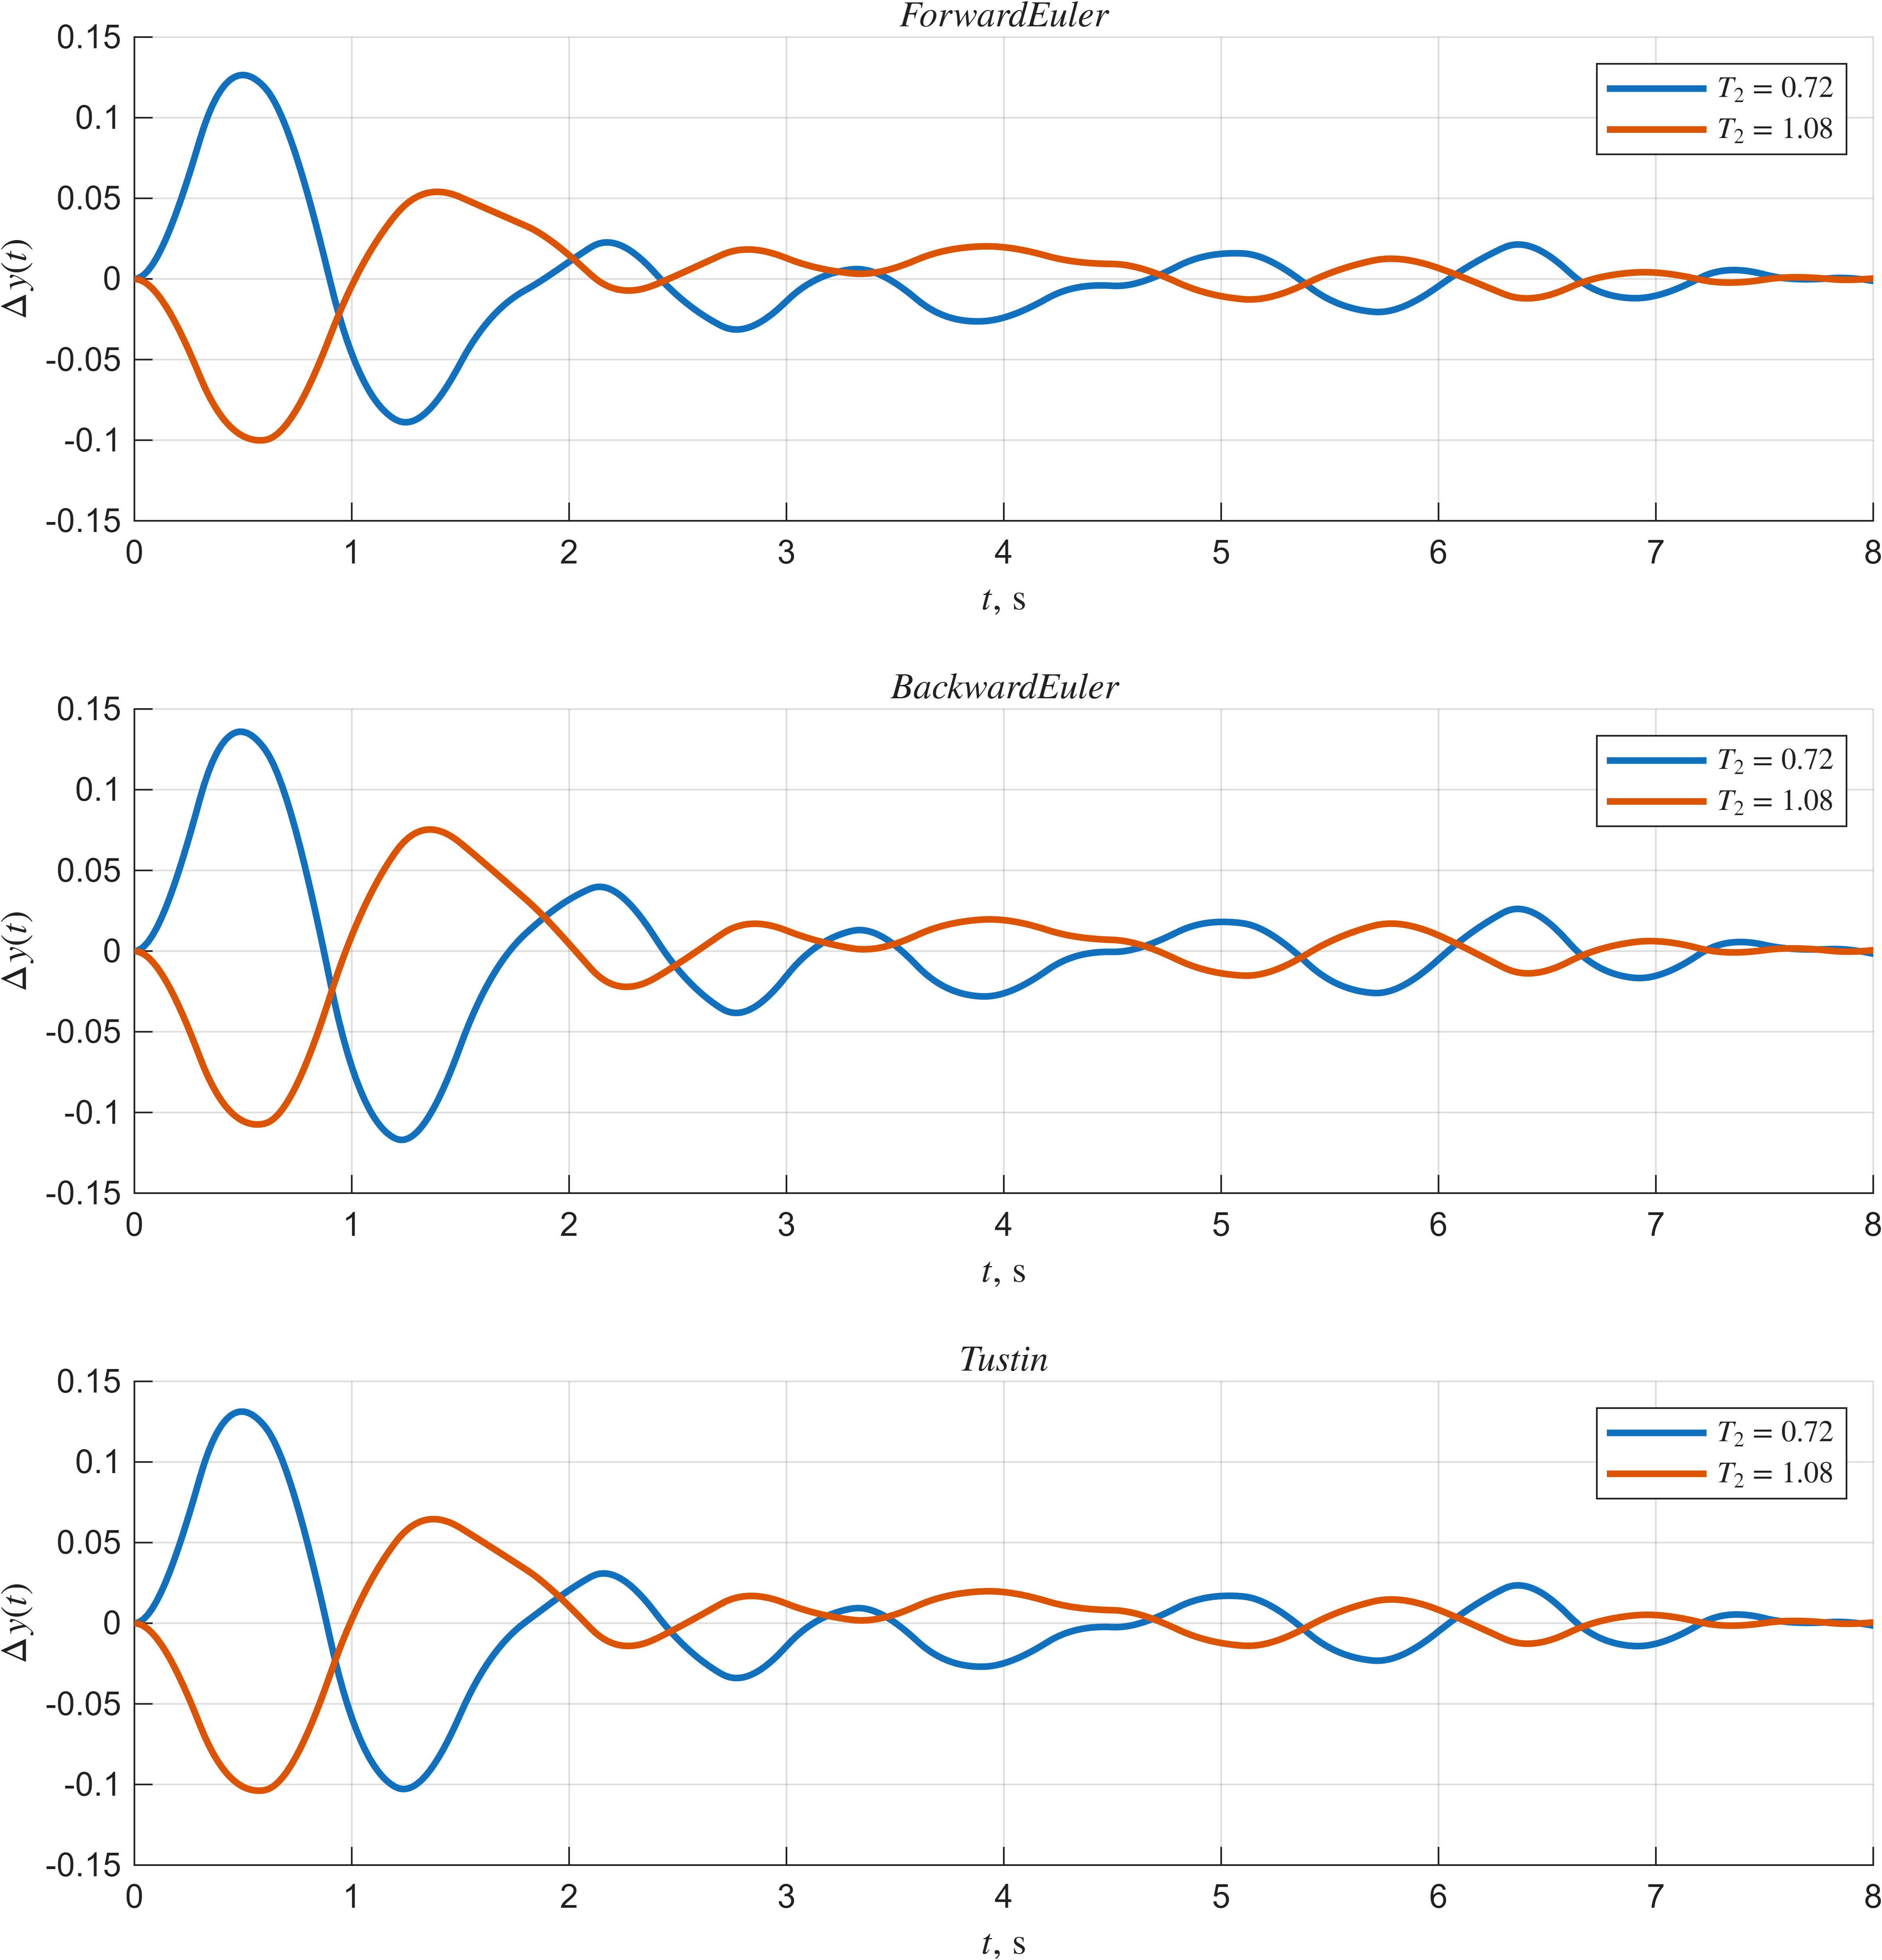 ForwardEuler
0.15
0.1
0.05
0
-0.05
-0.1
-0.15
Δy(t)
T2 = 0.72
T2 = 1.08
0 1 2 3 4 5 6 7 8
t, s
BackwardEuler
0.15
0.1
0.05
0
-0.05
-0.1
-0.15
Δy(t)
T2 = 0.72
T2 = 1.08
0 1 2 3 4 5 6 7 8
t, s
Tustin
0.15
0.1
0.05
0
-0.05
-0.1
-0.15
Δy(t)
T2 = 0.72
T2 = 1.08
0 1 2 3 4 5 6 7 8
t, s